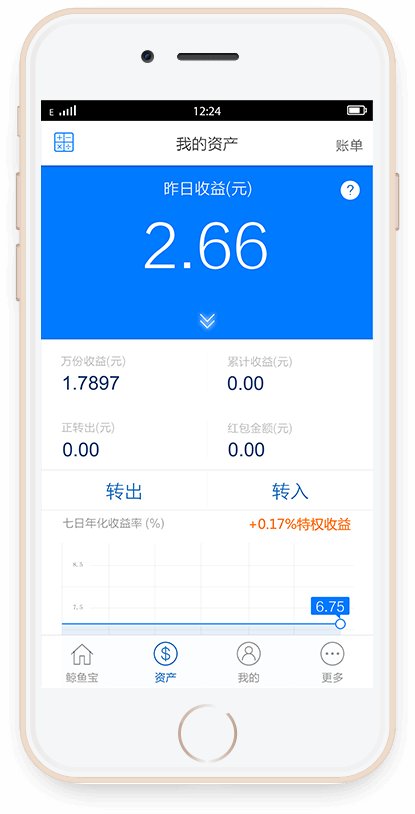 E 12:24
我的资产 账单
昨日收益(元) ?
2.66
万份收益(元) 累计收益(元)
1.7897 0.00
正转出(元) 红包金额(元)
0.00 0.00
转出 转入
七日年化收益率 (%) +0.17%特权收益
8.5
7.5
6.75
鲸鱼宝 资产 我的 更多